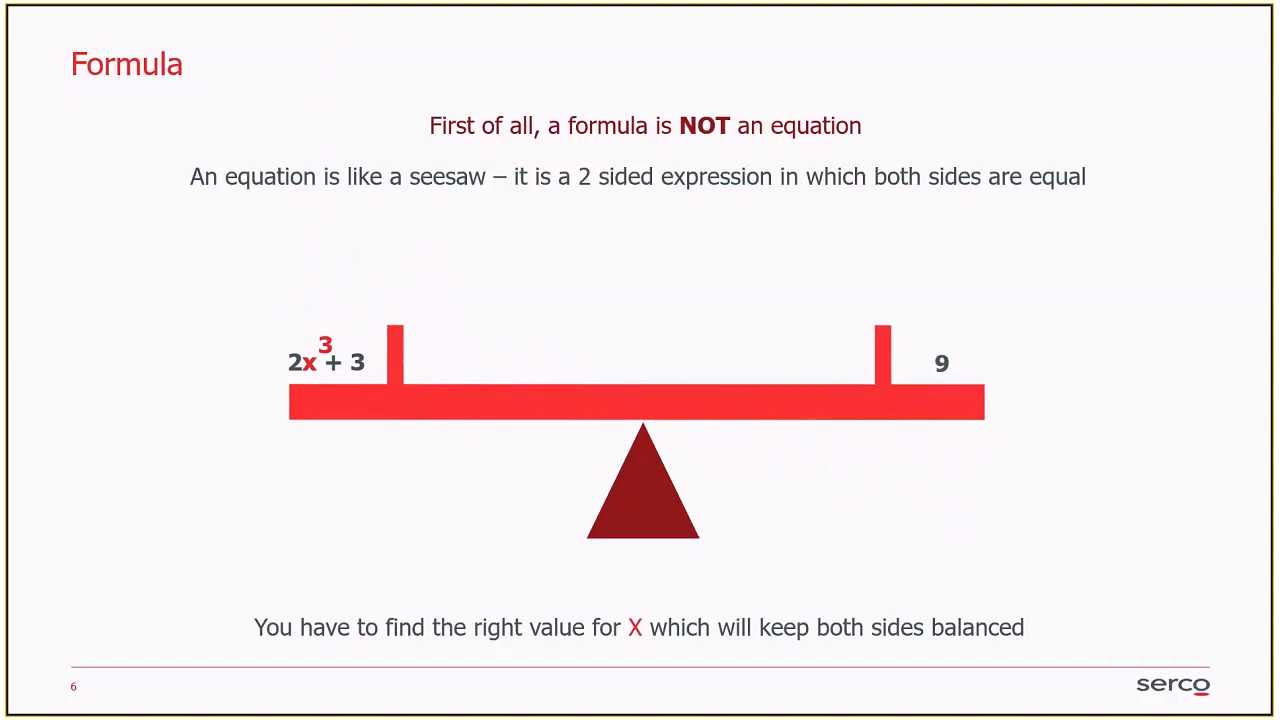 Formula
First of all, a formula is NOT an equation
An equation is like a seesaw – it is a 2 sided expression in which both sides are equal
3
2x + 3
9
You have to find the right value for X which will keep both sides balanced
6
serco